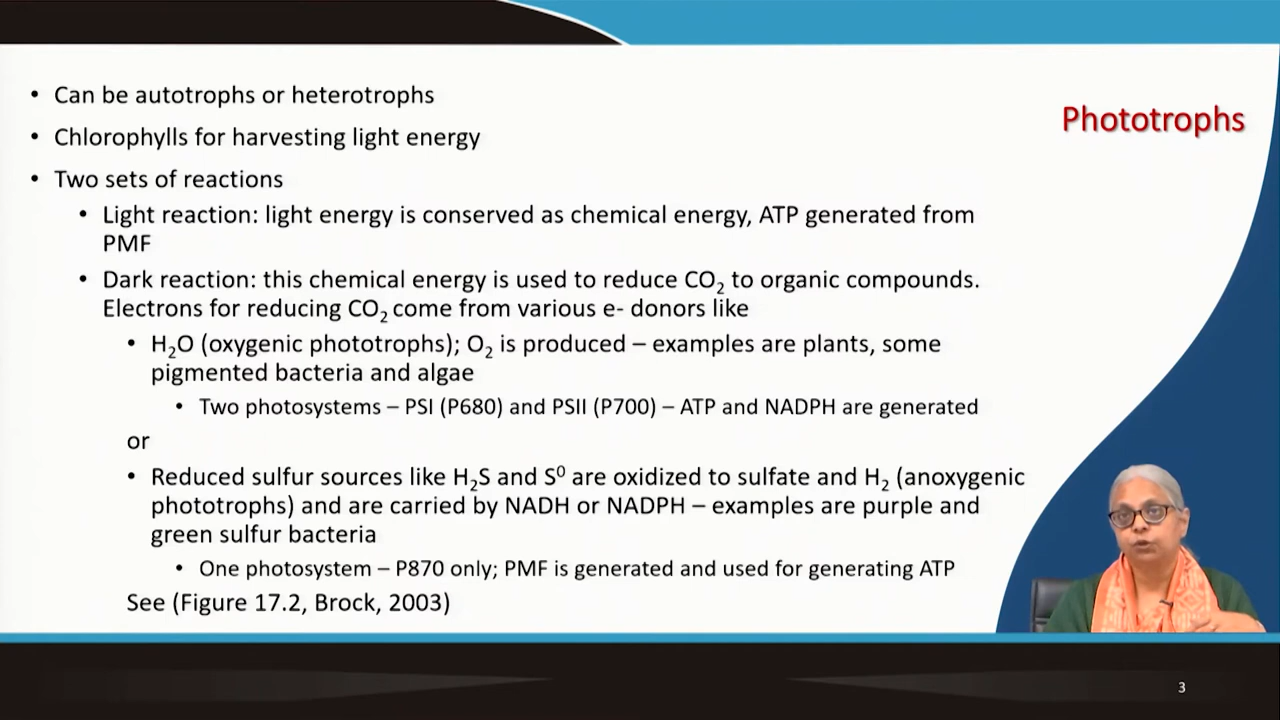 Phototrophs
• Can be autotrophs or heterotrophs
• Chlorophylls for harvesting light energy
• Two sets of reactions
• Light reaction: light energy is conserved as chemical energy, ATP generated from
PMF
• Dark reaction: this chemical energy is used to reduce CO₂ to organic compounds.
Electrons for reducing CO₂ come from various e- donors like
• H₂O (oxygenic phototrophs); O₂ is produced – examples are plants, some
pigmented bacteria and algae
• Two photosystems – PSI (P680) and PSII (P700) – ATP and NADPH are generated
or
• Reduced sulfur sources like H₂S and S⁰ are oxidized to sulfate and H₂ (anoxygenic
phototrophs) and are carried by NADH or NADPH – examples are purple and
green sulfur bacteria
• One photosystem – P870 only; PMF is generated and used for generating ATP
See (Figure 17.2, Brock, 2003)
3